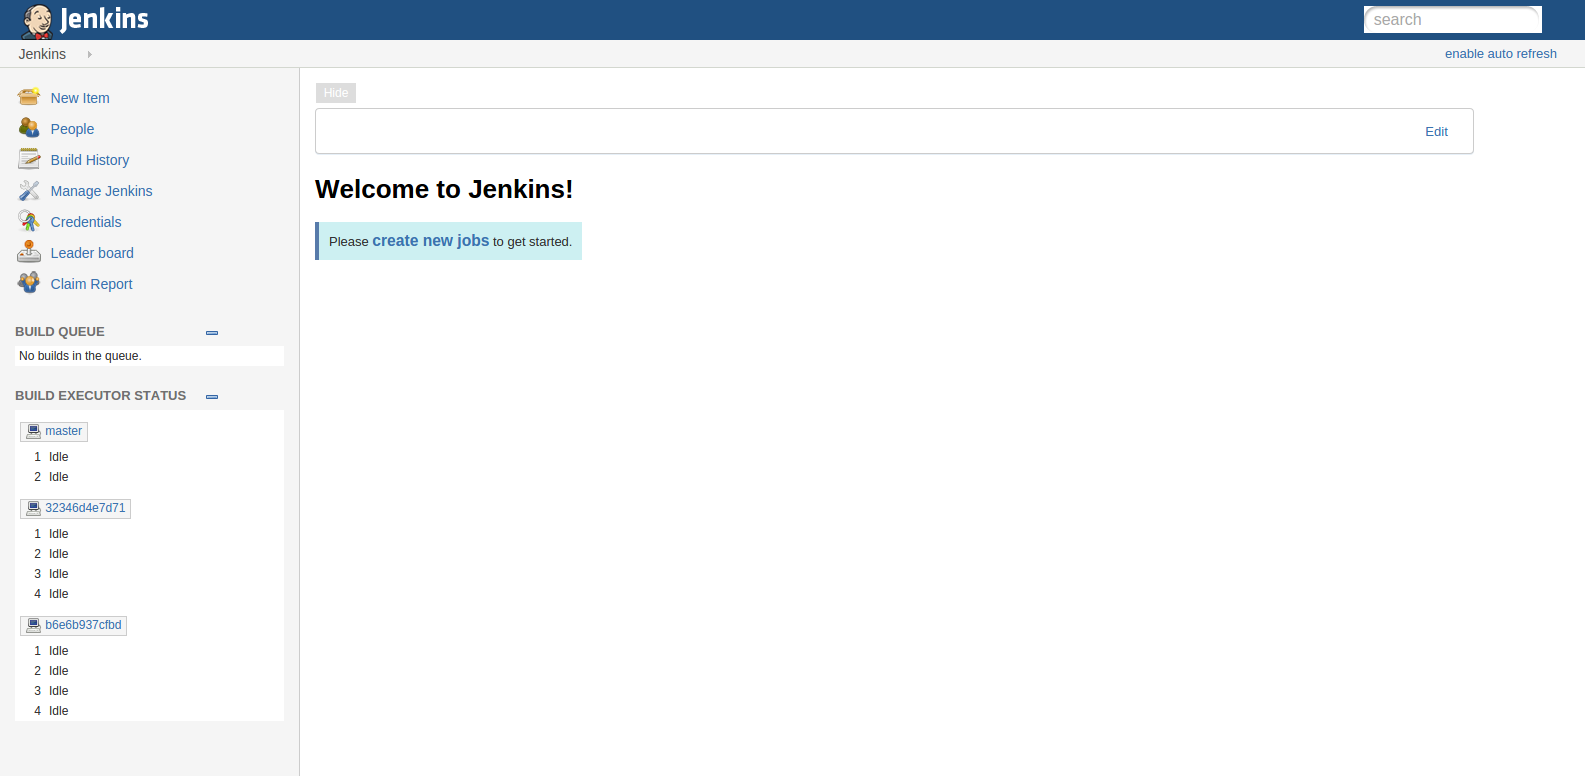 Jenkins
search
Jenkins
enable auto refresh
New Item
People
Build History
Manage Jenkins
Credentials
Leader board
Claim Report
BUILD QUEUE
No builds in the queue.
BUILD EXECUTOR STATUS
master
1 Idle
2 Idle
32346d4e7d71
1 Idle
2 Idle
3 Idle
4 Idle
b6e6b937cfbd
1 Idle
2 Idle
3 Idle
4 Idle
Hide
Edit
Welcome to Jenkins!
Please create new jobs to get started.